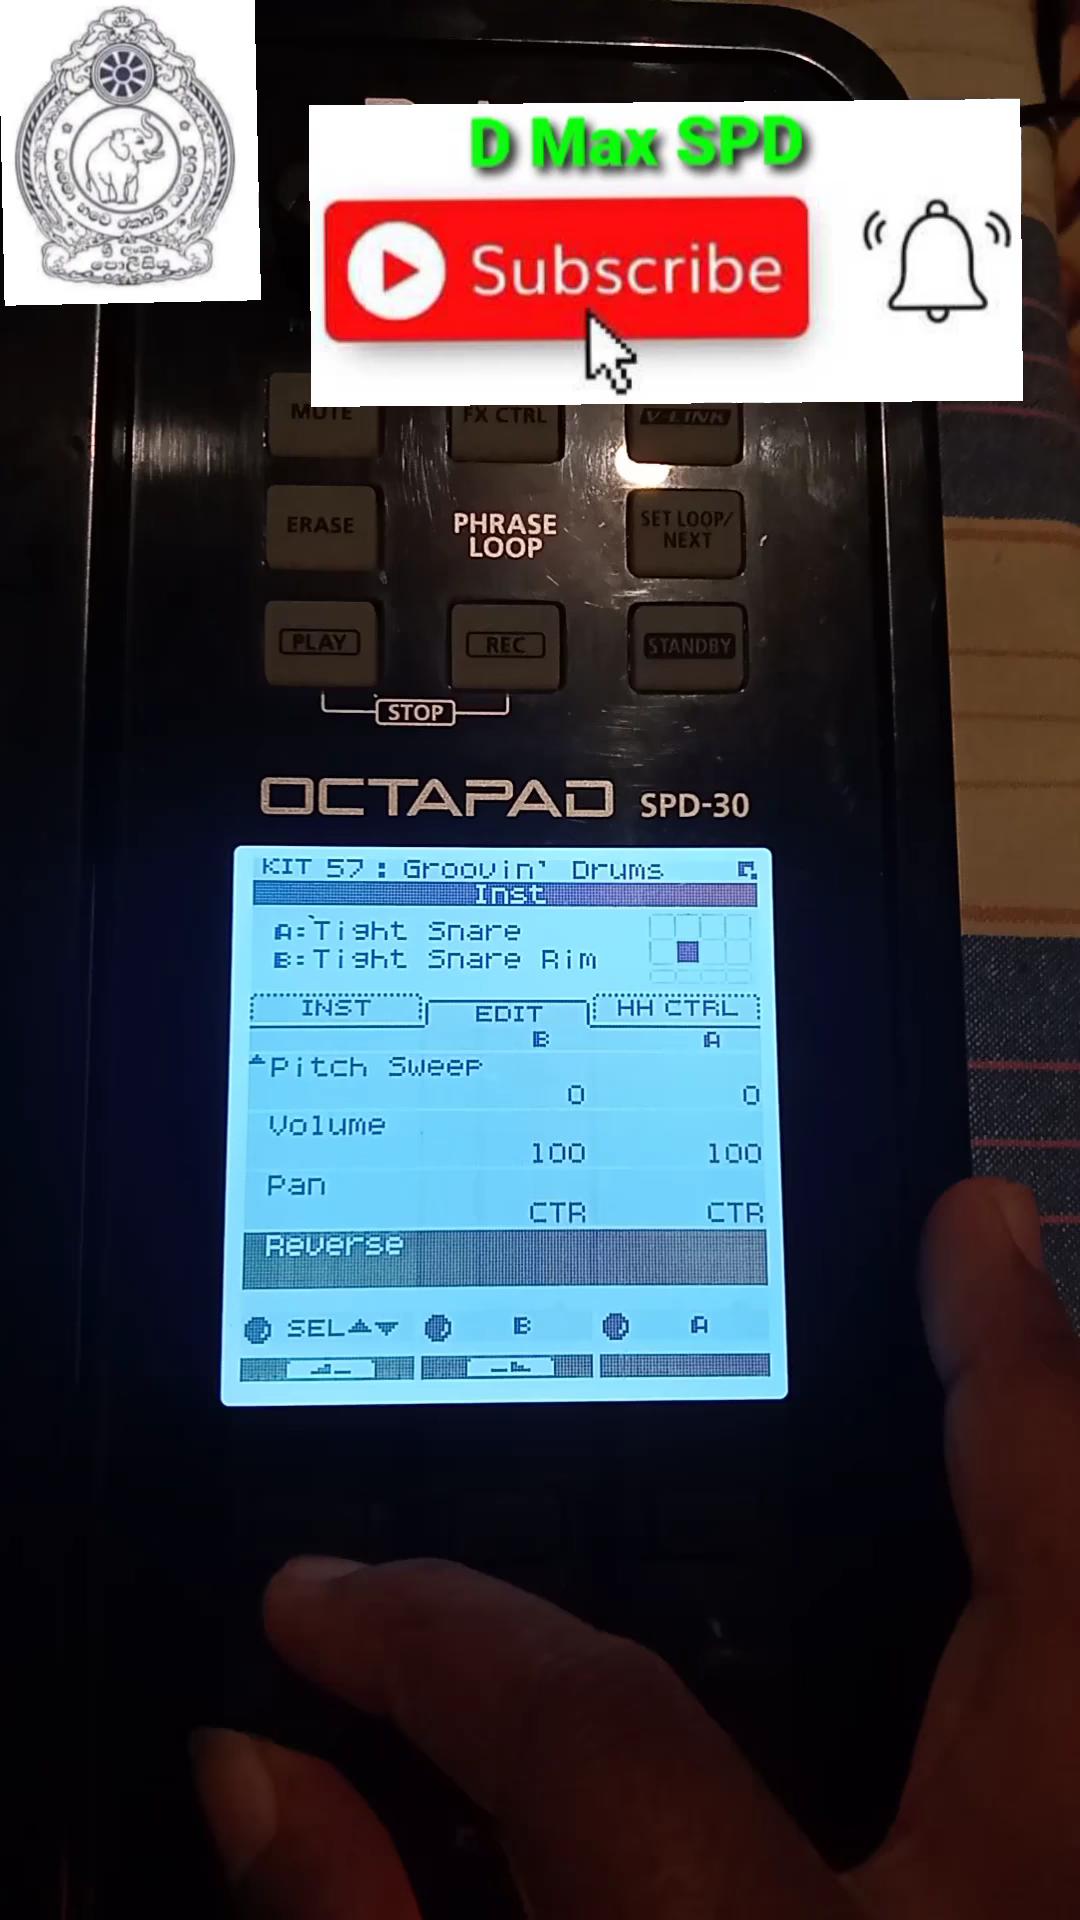 D Max SPD
Subscribe
ශ්‍රී ලංකා
පොලීසිය
MUTE
FX CTRL
V-LINK
ERASE
PHRASE
LOOP
SET LOOP/
NEXT
PLAY
REC
STANDBY
STOP
OCTAPAD SPD-30
KIT 57: Groovin' Drums
Inst
A:Tight Snare
B:Tight Snare Rim
INST
EDIT
HH CTRL
B
A
Pitch Sweep
0
0
Volume
100
100
Pan
CTR
CTR
Reverse
SEL▲▼
B
A